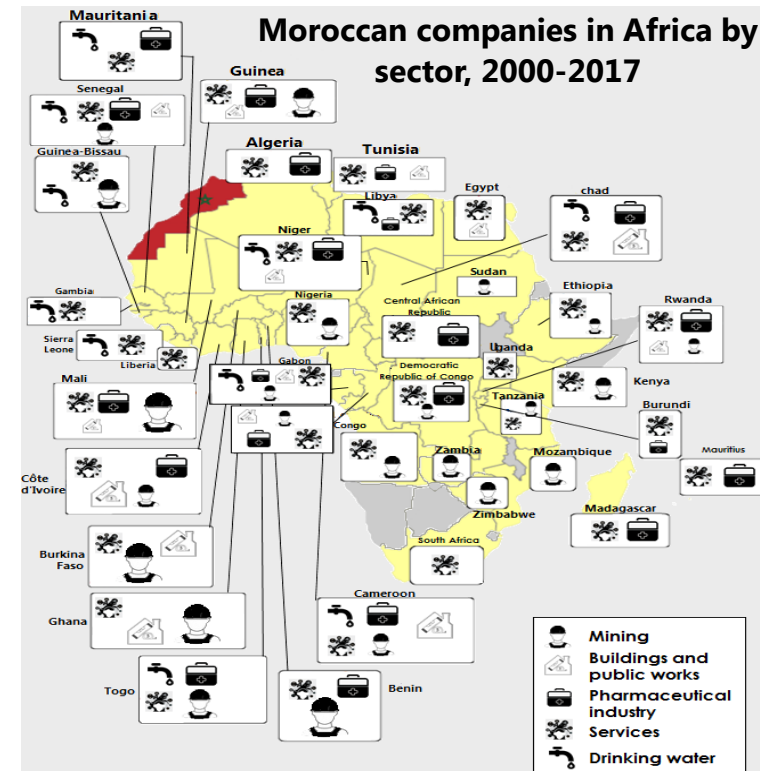 Moroccan companies in Africa by
sector, 2000-2017
Mauritania
Guinea
Senegal
Guinea-Bissau
Algeria
Tunisia
Libya
Egypt
chad
Niger
Sudan
Ethiopia
Gambia
Nigeria
Central African
Republic
Rwanda
Sierra
Leone
Liberia
Uganda
Gabon
Democratic
Republic of Congo
Mali
Tanzania
Kenya
Burundi
Congo
Zambia
Mozambique
Mauritius
Côte
d'Ivoire
Zimbabwe
Madagascar
South Africa
Burkina
Faso
Cameroon
Ghana
Togo
Benin
Mining
Buildings and
public works
Pharmaceutical
industry
Services
Drinking water